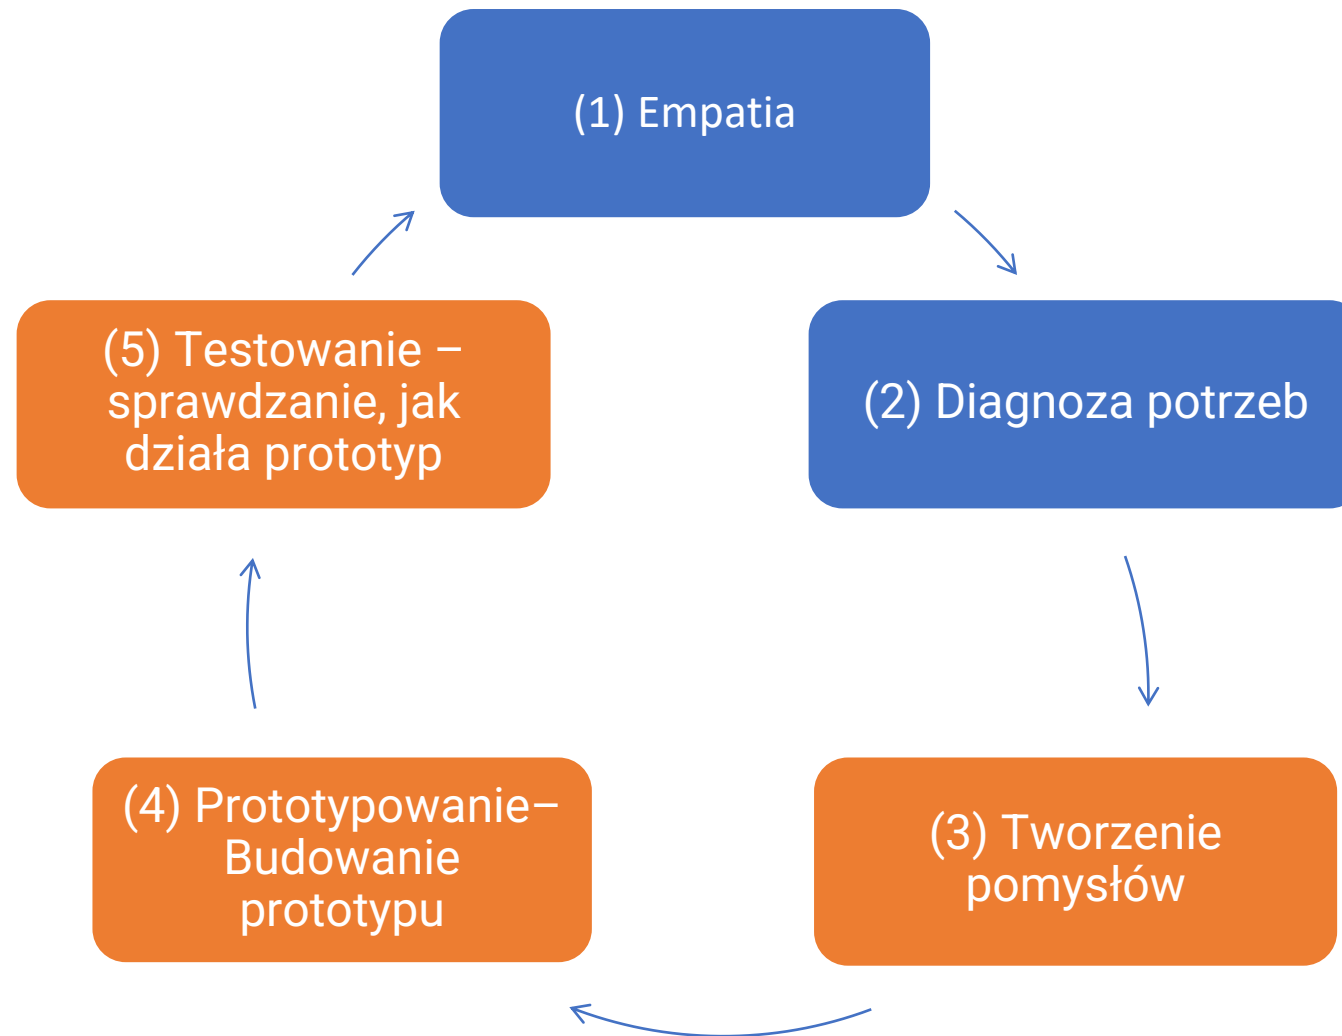 (1) Empatia
(2) Diagnoza potrzeb
(3) Tworzenie
pomysłów
(4) Prototypowanie–
Budowanie
prototypu
(5) Testowanie –
sprawdzanie, jak
działa prototyp